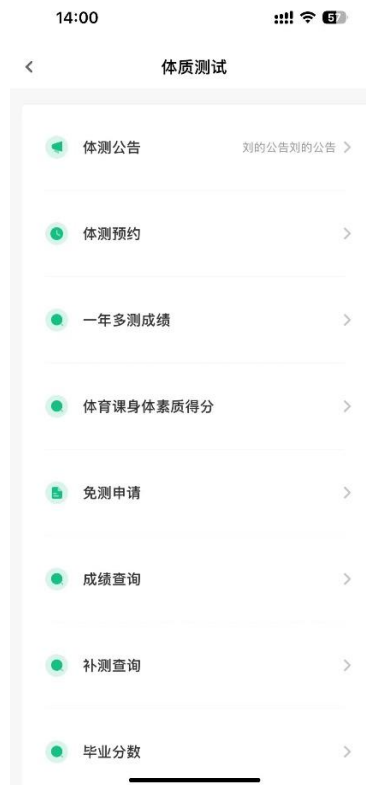 14:00
57
体质测试
体测公告
刘的公告刘的公告
体测预约
一年多测成绩
体育课身体素质得分
免测申请
成绩查询
补测查询
毕业分数